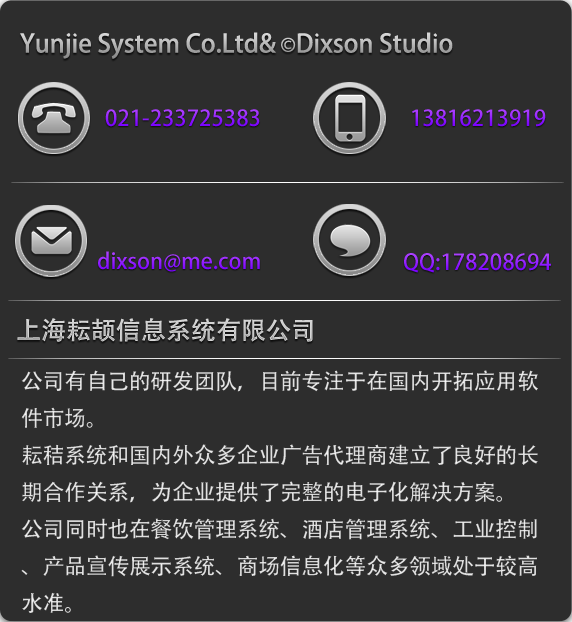 Yunjie System Co.Ltd& ©Dixson Studio
021-233725383
13816213919
dixson@me.com
QQ:178208694
上海耘颉信息系统有限公司
公司有自己的研发团队，目前专注于在国内开拓应用软
件市场。
耘秸系统和国内外众多企业广告代理商建立了良好的长
期合作关系，为企业提供了完整的电子化解决方案。
公司同时也在餐饮管理系统、酒店管理系统、工业控制
、产品宣传展示系统、商场信息化等众多领域处于较高
水准。